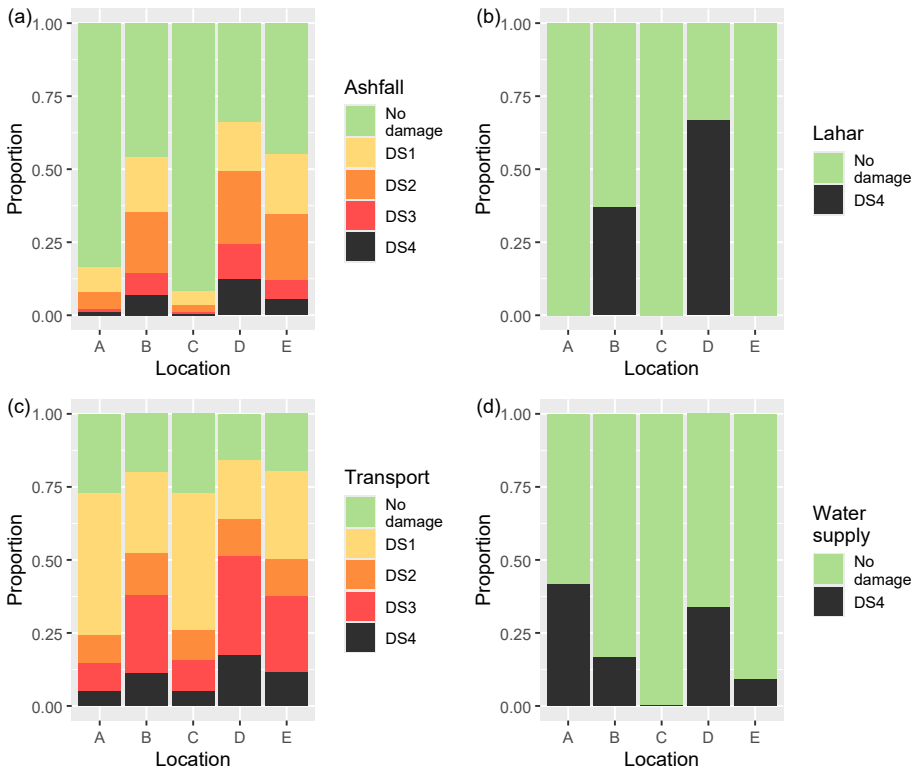 (a)
1.00
0.75
0.50
0.25
0.00
Proportion
A B C D E
Location
Ashfall
No
damage
DS1
DS2
DS3
DS4
(b)
1.00
0.75
0.50
0.25
0.00
Proportion
A B C D E
Location
Lahar
No
damage
DS4
(c)
1.00
0.75
0.50
0.25
0.00
Proportion
A B C D E
Location
Transport
No
damage
DS1
DS2
DS3
DS4
(d)
1.00
0.75
0.50
0.25
0.00
Proportion
A B C D E
Location
Water
supply
No
damage
DS4